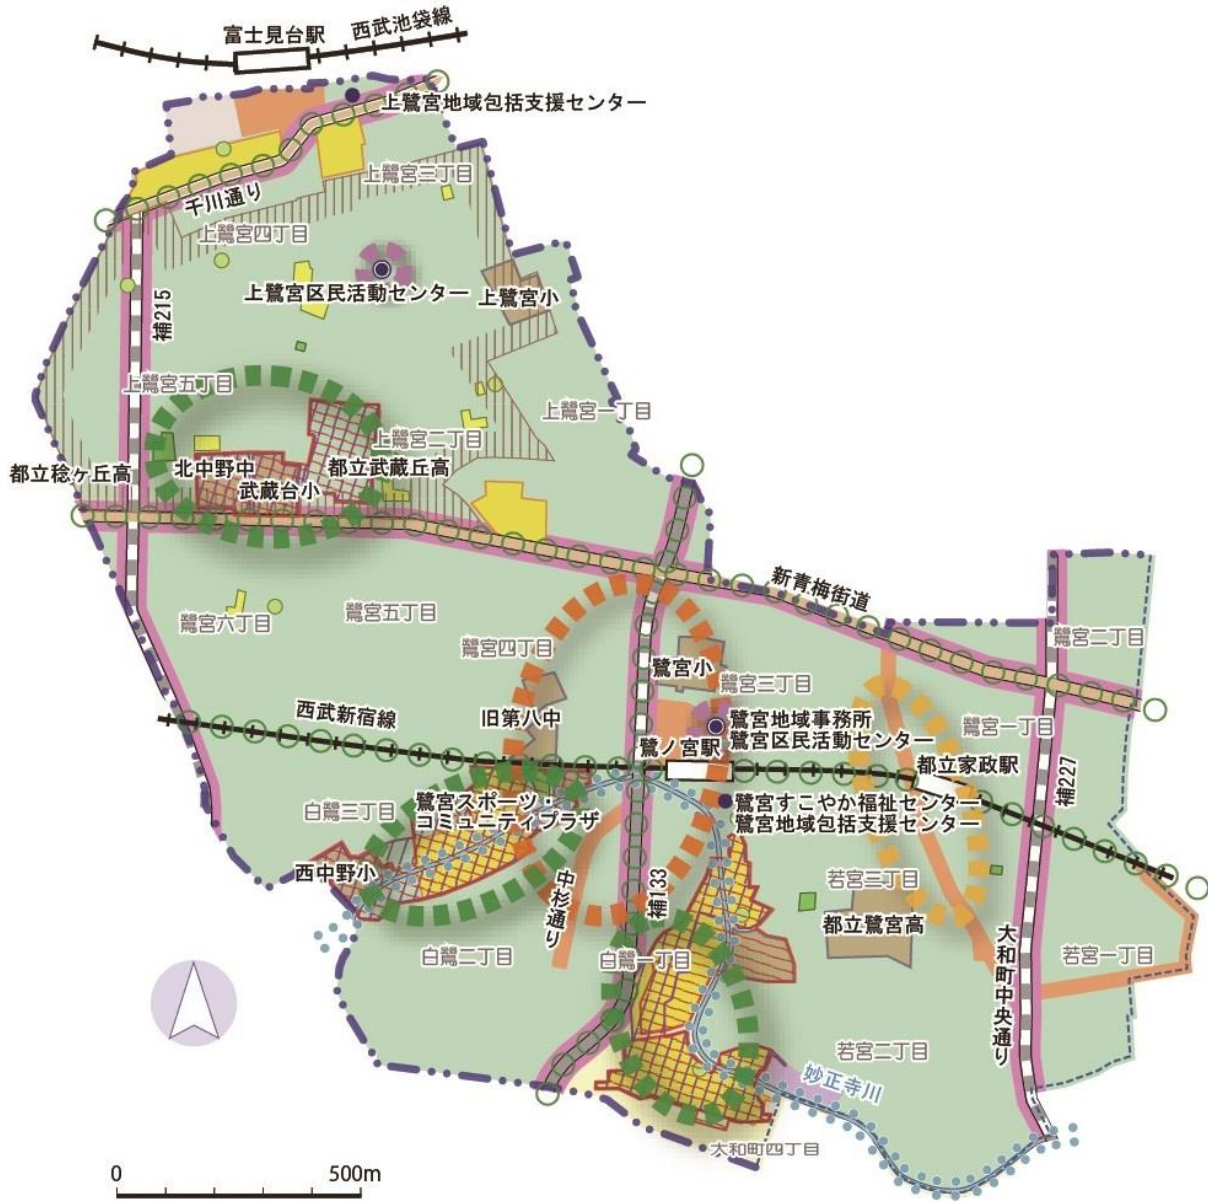 富士見台駅
西武池袋線
上鷺宮地域包括支援センター
上鷺宮三丁目
千川通り
上鷺宮四丁目
上鷺宮区民活動センター
上鷺宮小
補215
上鷺宮五丁目
上鷺宮一丁目
上鷺宮二丁目
都立稔ヶ丘高
北中野中
都立武蔵丘高
武蔵台小
新青梅街道
鷺宮六丁目
鷺宮五丁目
鷺宮四丁目
鷺宮二丁目
鷺宮小
鷺宮三丁目
西武新宿線
旧第八中
鷺宮地域事務所
鷺宮区民活動センター
鷺宮一丁目
鷺ノ宮駅
都立家政駅
補227
白鷺三丁目
鷺宮スポーツ・
コミュニティプラザ
鷺宮すこやか福祉センター
鷺宮地域包括支援センター
西中野小
中杉通り
補133
若宮三丁目
都立鷺宮高
白鷺二丁目
白鷺一丁目
大和町中央通り
若宮一丁目
若宮二丁目
妙正寺川
大和町四丁目
0
500m